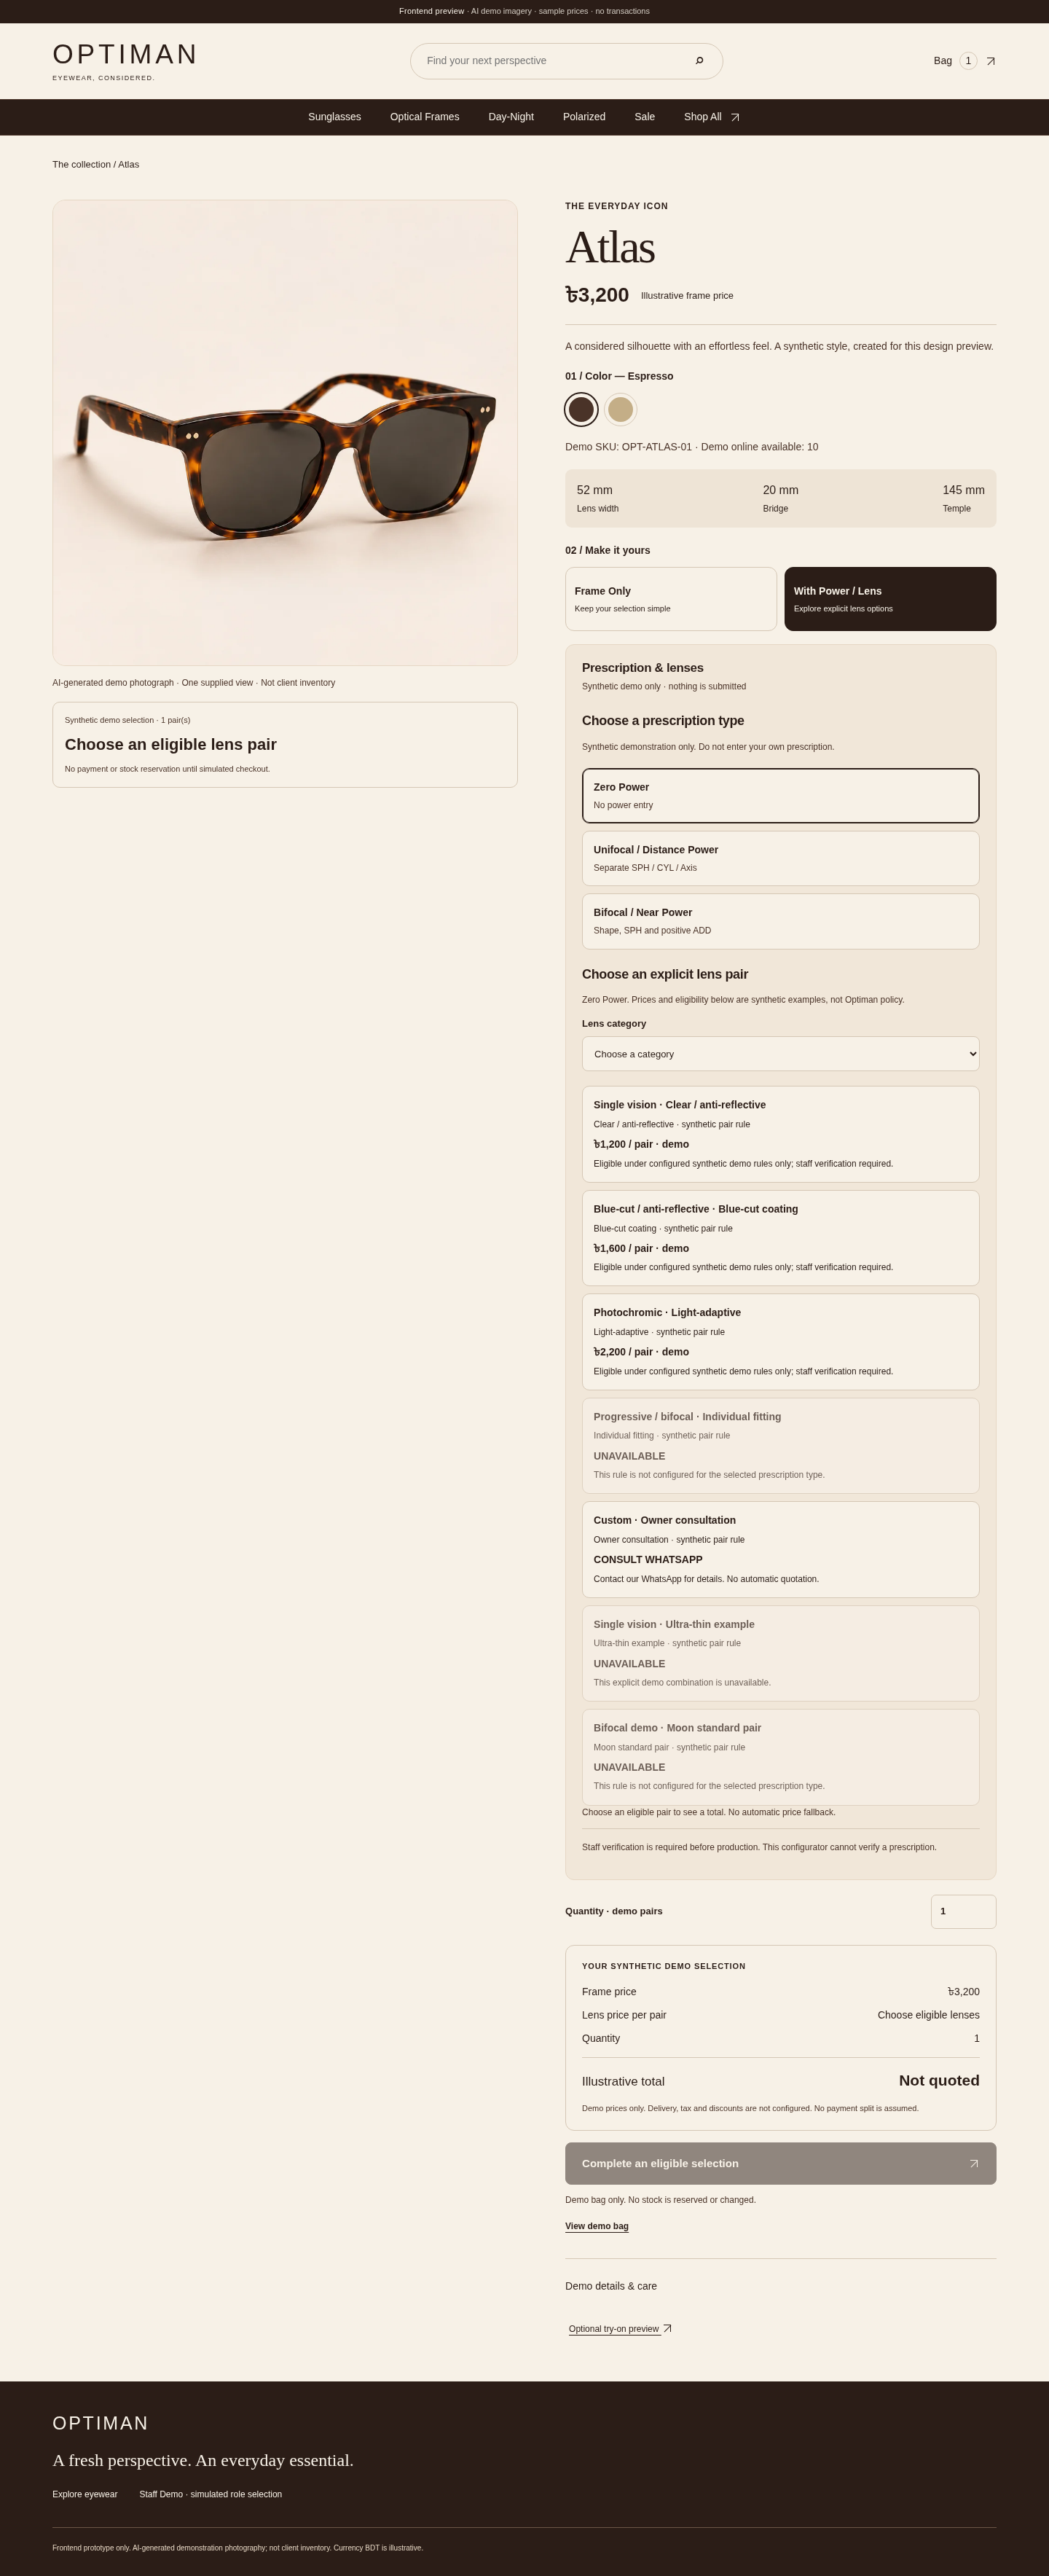 Frontend preview · AI demo imagery · sample prices · no transactions
OPTIMAN
EYEWEAR, CONSIDERED.
Find your next perspective
Bag 1
Sunglasses Optical Frames Day-Night Polarized Sale Shop All
The collection / Atlas
AI-generated demo photograph · One supplied view · Not client inventory
Synthetic demo selection · 1 pair(s)
Choose an eligible lens pair
No payment or stock reservation until simulated checkout.
THE EVERYDAY ICON
Atlas
৳3,200 Illustrative frame price
A considered silhouette with an effortless feel. A synthetic style, created for this design preview.
01 / Color — Espresso
Demo SKU: OPT-ATLAS-01 · Demo online available: 10
52 mm 20 mm 145 mm
Lens width Bridge Temple
02 / Make it yours
Frame Only
Keep your selection simple
With Power / Lens
Explore explicit lens options
Prescription & lenses
Synthetic demo only · nothing is submitted
Choose a prescription type
Synthetic demonstration only. Do not enter your own prescription.
Zero Power
No power entry
Unifocal / Distance Power
Separate SPH / CYL / Axis
Bifocal / Near Power
Shape, SPH and positive ADD
Choose an explicit lens pair
Zero Power. Prices and eligibility below are synthetic examples, not Optiman policy.
Lens category
Choose a category
Single vision · Clear / anti-reflective
Clear / anti-reflective · synthetic pair rule
৳1,200 / pair · demo
Eligible under configured synthetic demo rules only; staff verification required.
Blue-cut / anti-reflective · Blue-cut coating
Blue-cut coating · synthetic pair rule
৳1,600 / pair · demo
Eligible under configured synthetic demo rules only; staff verification required.
Photochromic · Light-adaptive
Light-adaptive · synthetic pair rule
৳2,200 / pair · demo
Eligible under configured synthetic demo rules only; staff verification required.
Progressive / bifocal · Individual fitting
Individual fitting · synthetic pair rule
UNAVAILABLE
This rule is not configured for the selected prescription type.
Custom · Owner consultation
Owner consultation · synthetic pair rule
CONSULT WHATSAPP
Contact our WhatsApp for details. No automatic quotation.
Single vision · Ultra-thin example
Ultra-thin example · synthetic pair rule
UNAVAILABLE
This explicit demo combination is unavailable.
Bifocal demo · Moon standard pair
Moon standard pair · synthetic pair rule
UNAVAILABLE
This rule is not configured for the selected prescription type.
Choose an eligible pair to see a total. No automatic price fallback.
Staff verification is required before production. This configurator cannot verify a prescription.
Quantity · demo pairs 1
YOUR SYNTHETIC DEMO SELECTION
Frame price ৳3,200
Lens price per pair Choose eligible lenses
Quantity 1
Illustrative total Not quoted
Demo prices only. Delivery, tax and discounts are not configured. No payment split is assumed.
Complete an eligible selection
Demo bag only. No stock is reserved or changed.
View demo bag
Demo details & care
Optional try-on preview
OPTIMAN
A fresh perspective. An everyday essential.
Explore eyewear Staff Demo · simulated role selection
Frontend prototype only. AI-generated demonstration photography; not client inventory. Currency BDT is illustrative.